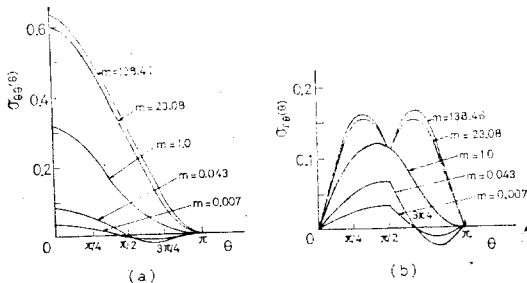 σθθ(θ)
0,6
0,4
0,2
0
m=138.46
m=23.08
m=1.0
m=0.043
m=0.007
π/4
π/2
3π/4
π
θ
(a)
σrθ(θ)
0,2
0,1
0
m=138.46
m=23.08
m=1.0
m=0.043
m=0,007
π/4
π/2
3π/4
π
θ
(b)